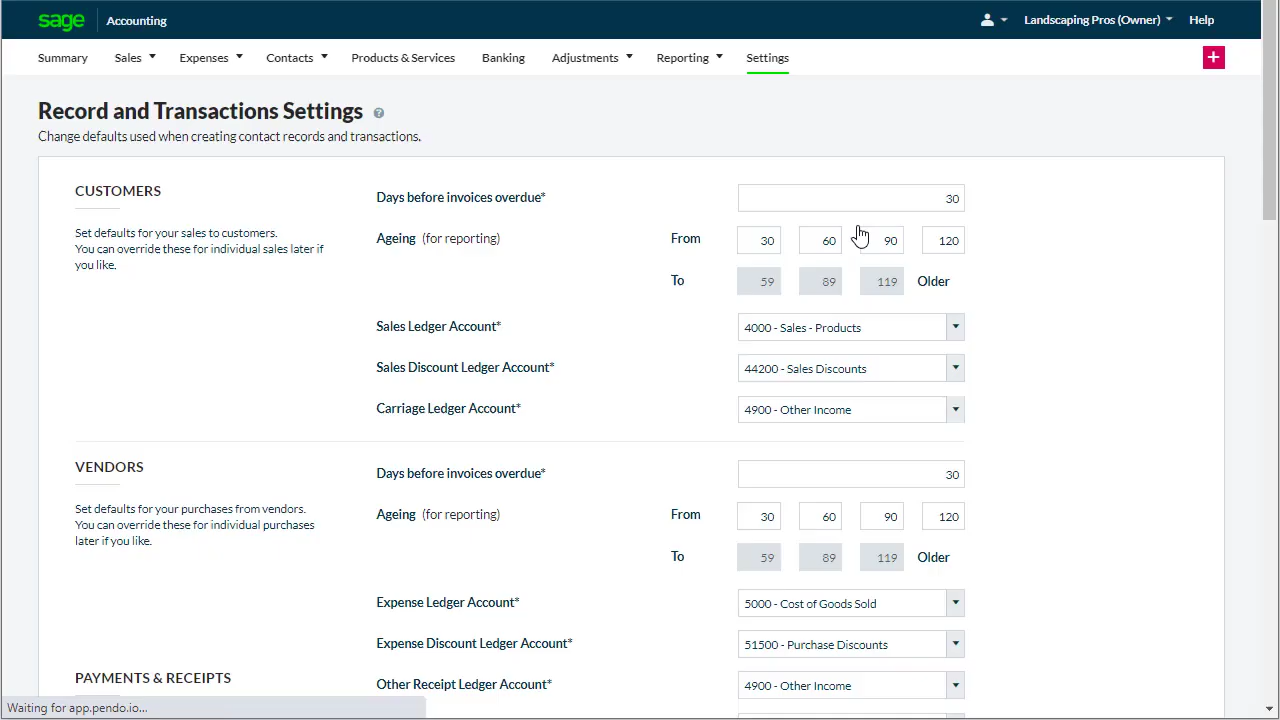 sage Accounting Landscaping Pros (Owner) Help
Summary Sales Expenses Contacts Products & Services Banking Adjustments Reporting Settings +
Record and Transactions Settings ?
Change defaults used when creating contact records and transactions.
CUSTOMERS
Set defaults for your sales to customers.
You can override these for individual sales later if
you like.
Days before invoices overdue* 30
Ageing (for reporting) From 30 60 90 120
To 59 89 119 Older
Sales Ledger Account* 4000 - Sales - Products
Sales Discount Ledger Account* 44200 - Sales Discounts
Carriage Ledger Account* 4900 - Other Income
VENDORS
Set defaults for your purchases from vendors.
You can override these for individual purchases
later if you like.
Days before invoices overdue* 30
Ageing (for reporting) From 30 60 90 120
To 59 89 119 Older
Expense Ledger Account* 5000 - Cost of Goods Sold
Expense Discount Ledger Account* 51500 - Purchase Discounts
Other Receipt Ledger Account* 4900 - Other Income
PAYMENTS & RECEIPTS
Waiting for app.pendo.io...